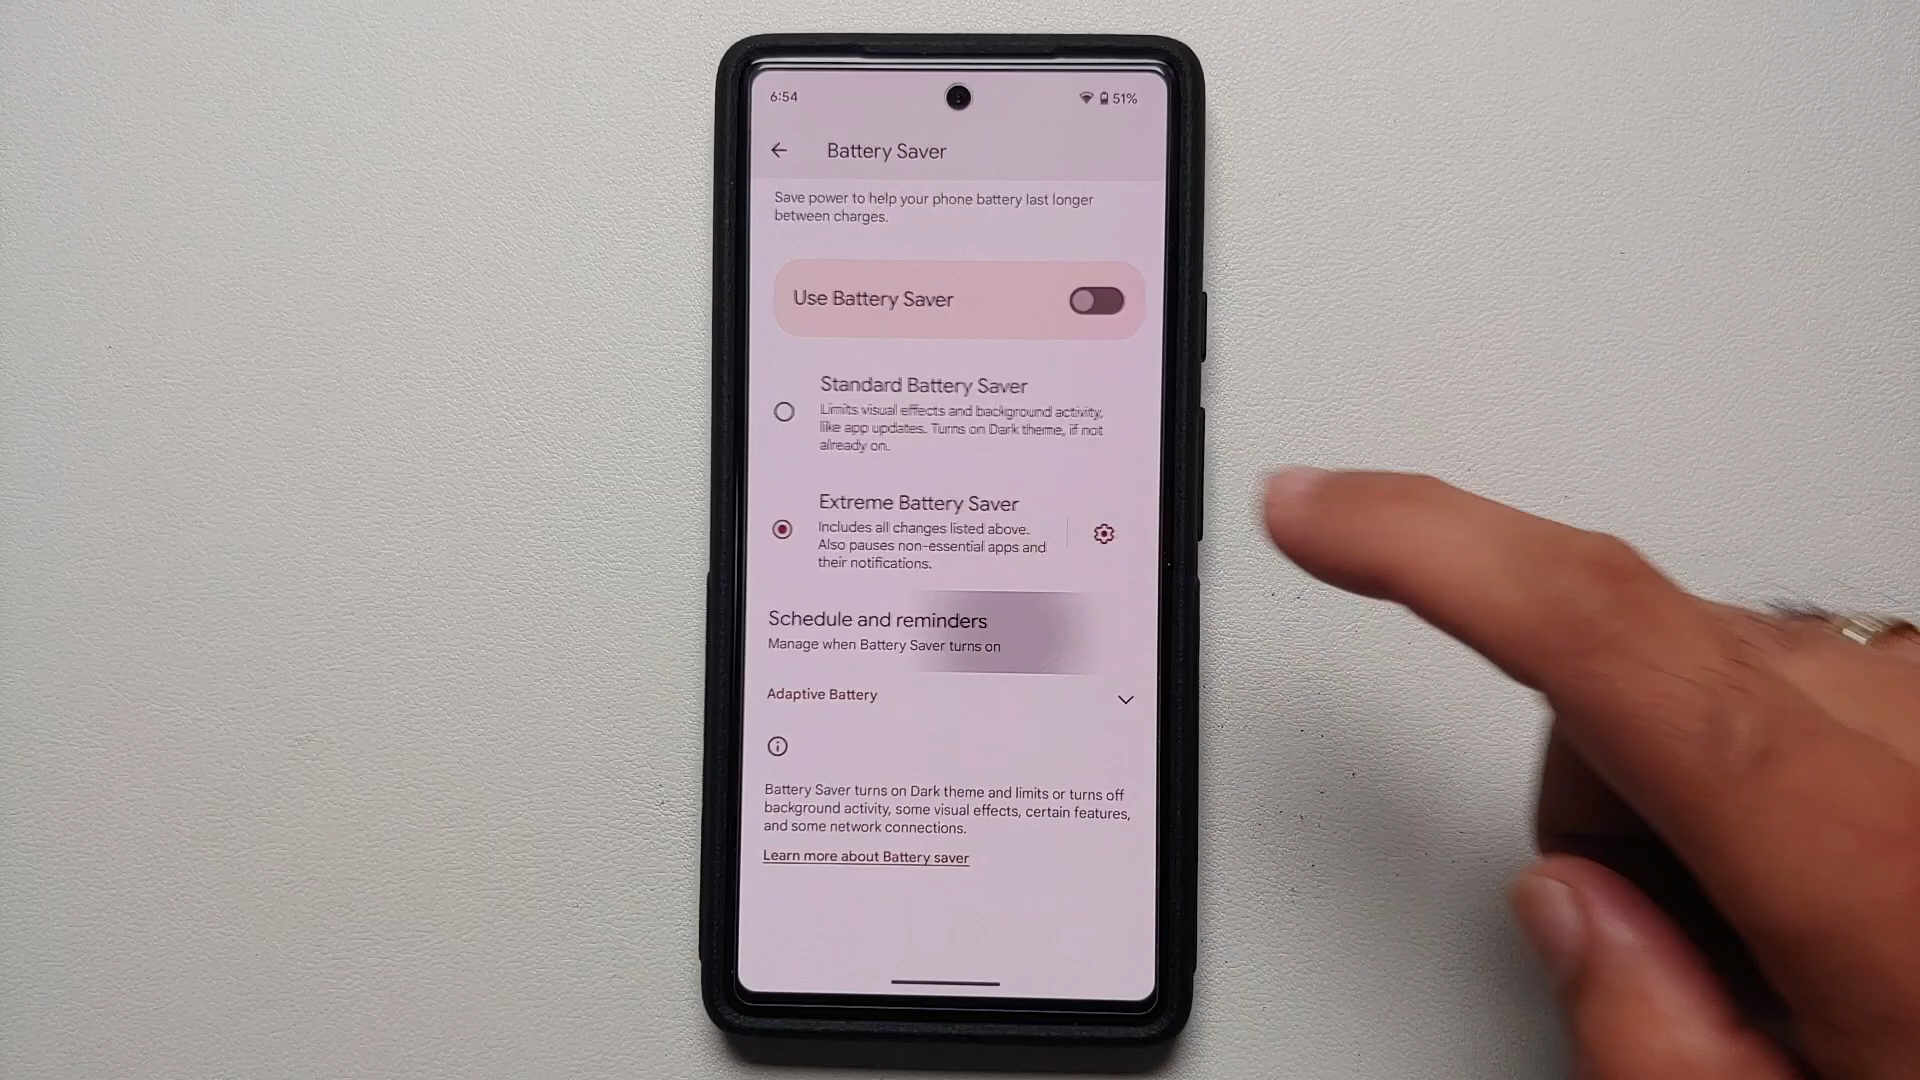 6:54
51%
Battery Saver
Save power to help your phone battery last longer
between charges.
Use Battery Saver
Standard Battery Saver
Limits visual effects and background activity,
like app updates. Turns on Dark theme, if not
already on.
Extreme Battery Saver
Includes all changes listed above.
Also pauses non-essential apps and
their notifications.
Schedule and reminders
Manage when Battery Saver turns on
Adaptive Battery
Battery Saver turns on Dark theme and limits or turns off
background activity, some visual effects, certain features,
and some network connections.
Learn more about Battery saver